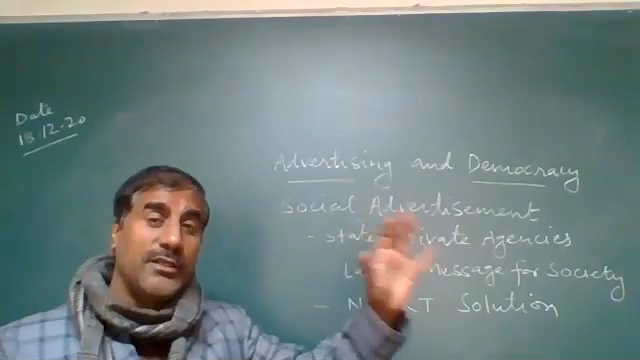 Date
18.12.20
Advertising and Democracy
Social Advertisement
- State Agencies
Message for Society
- Solution